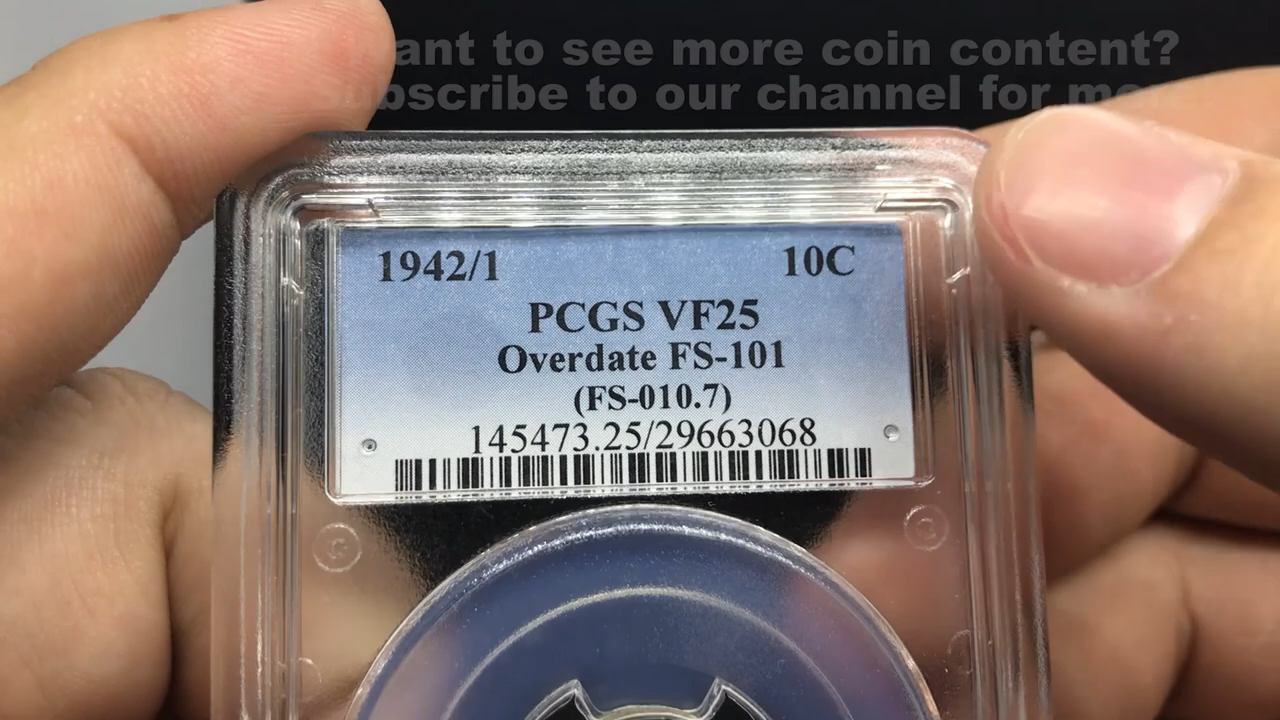 ant to see more coin content?
bscribe to our channel for
1942/1 10C
PCGS VF25
Overdate FS-101
(FS-010.7)
145473.25/29663068